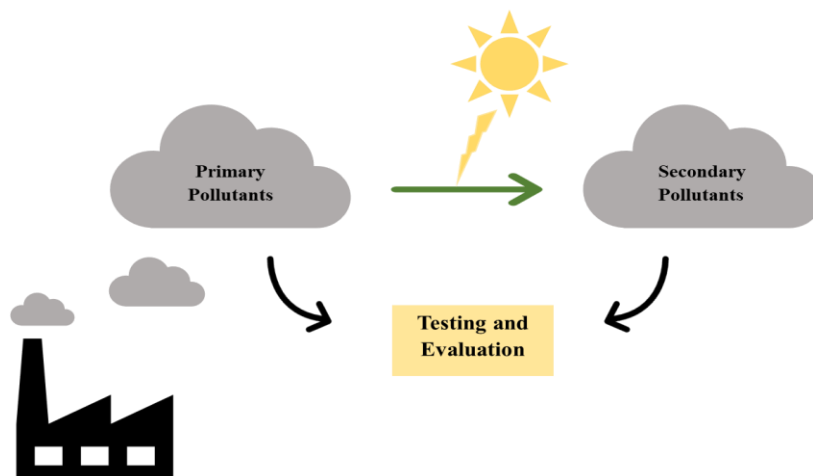 Primary
Pollutants
Secondary
Pollutants
Testing and
Evaluation